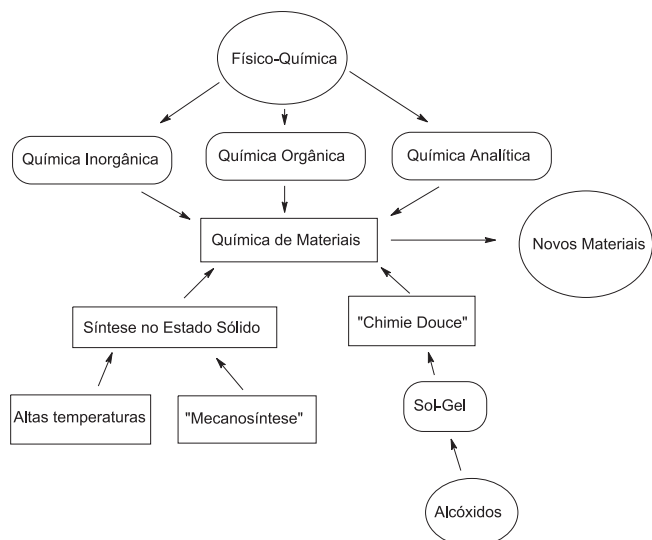 Físico-Química
Química Inorgânica
Química Orgânica
Química Analítica
Química de Materiais
Novos Materiais
Síntese no Estado Sólido
"Chimie Douce"
Altas temperaturas
"Mecanosíntese"
Sol-Gel
Alcóxidos